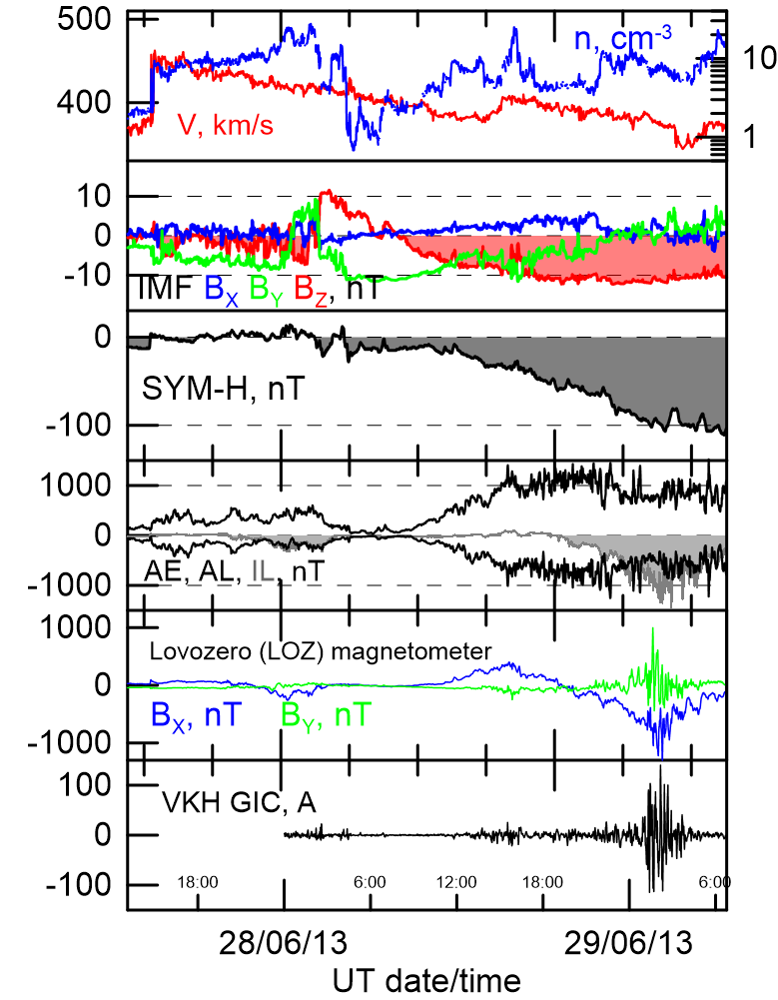 500
400
n, cm-3
V, km/s
10
1
10
0
-10
IMF BX BY BZ, nT
0
-100
SYM-H, nT
1000
0
-1000
AE, AL, IL, nT
1000
0
-1000
Lovozero (LOZ) magnetometer
BX, nT BY, nT
100
0
-100
VKH GIC, A
18:00 6:00 12:00 18:00 6:00
28/06/13 29/06/13
UT date/time